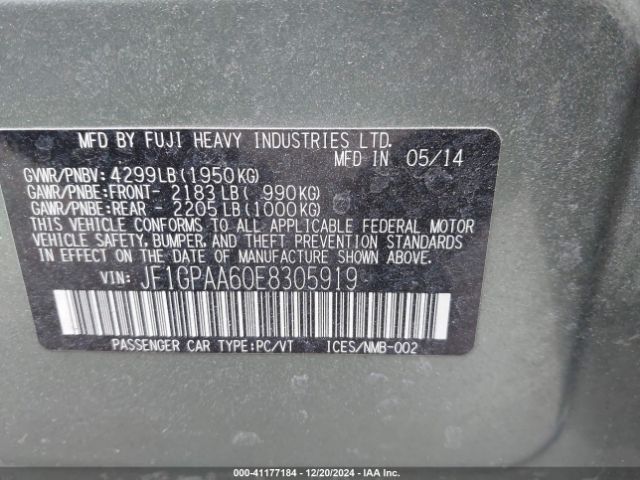 MFD BY FUJI HEAVY INDUSTRIES LTD.
MFD IN 05/14
GVWR/PNBV: 4299LB(1950KG)
GAWR/PNBE:FRONT- 2183LB( 990KG)
GAWR/PNBE:REAR - 2205LB(1000KG)
THIS VEHICLE CONFORMS TO ALL APPLICABLE FEDERAL MOTOR
VEHICLE SAFETY, BUMPER, AND THEFT PREVENTION STANDARDS
IN EFFECT ON THE DATE OF MANUFACTURE SHOWN ABOVE.
VIN: JF1GPAA60E8305919
PASSENGER CAR TYPE:PC/VT ICES/NMB-002
000-41177184 - 12/20/2024 - IAA Inc.